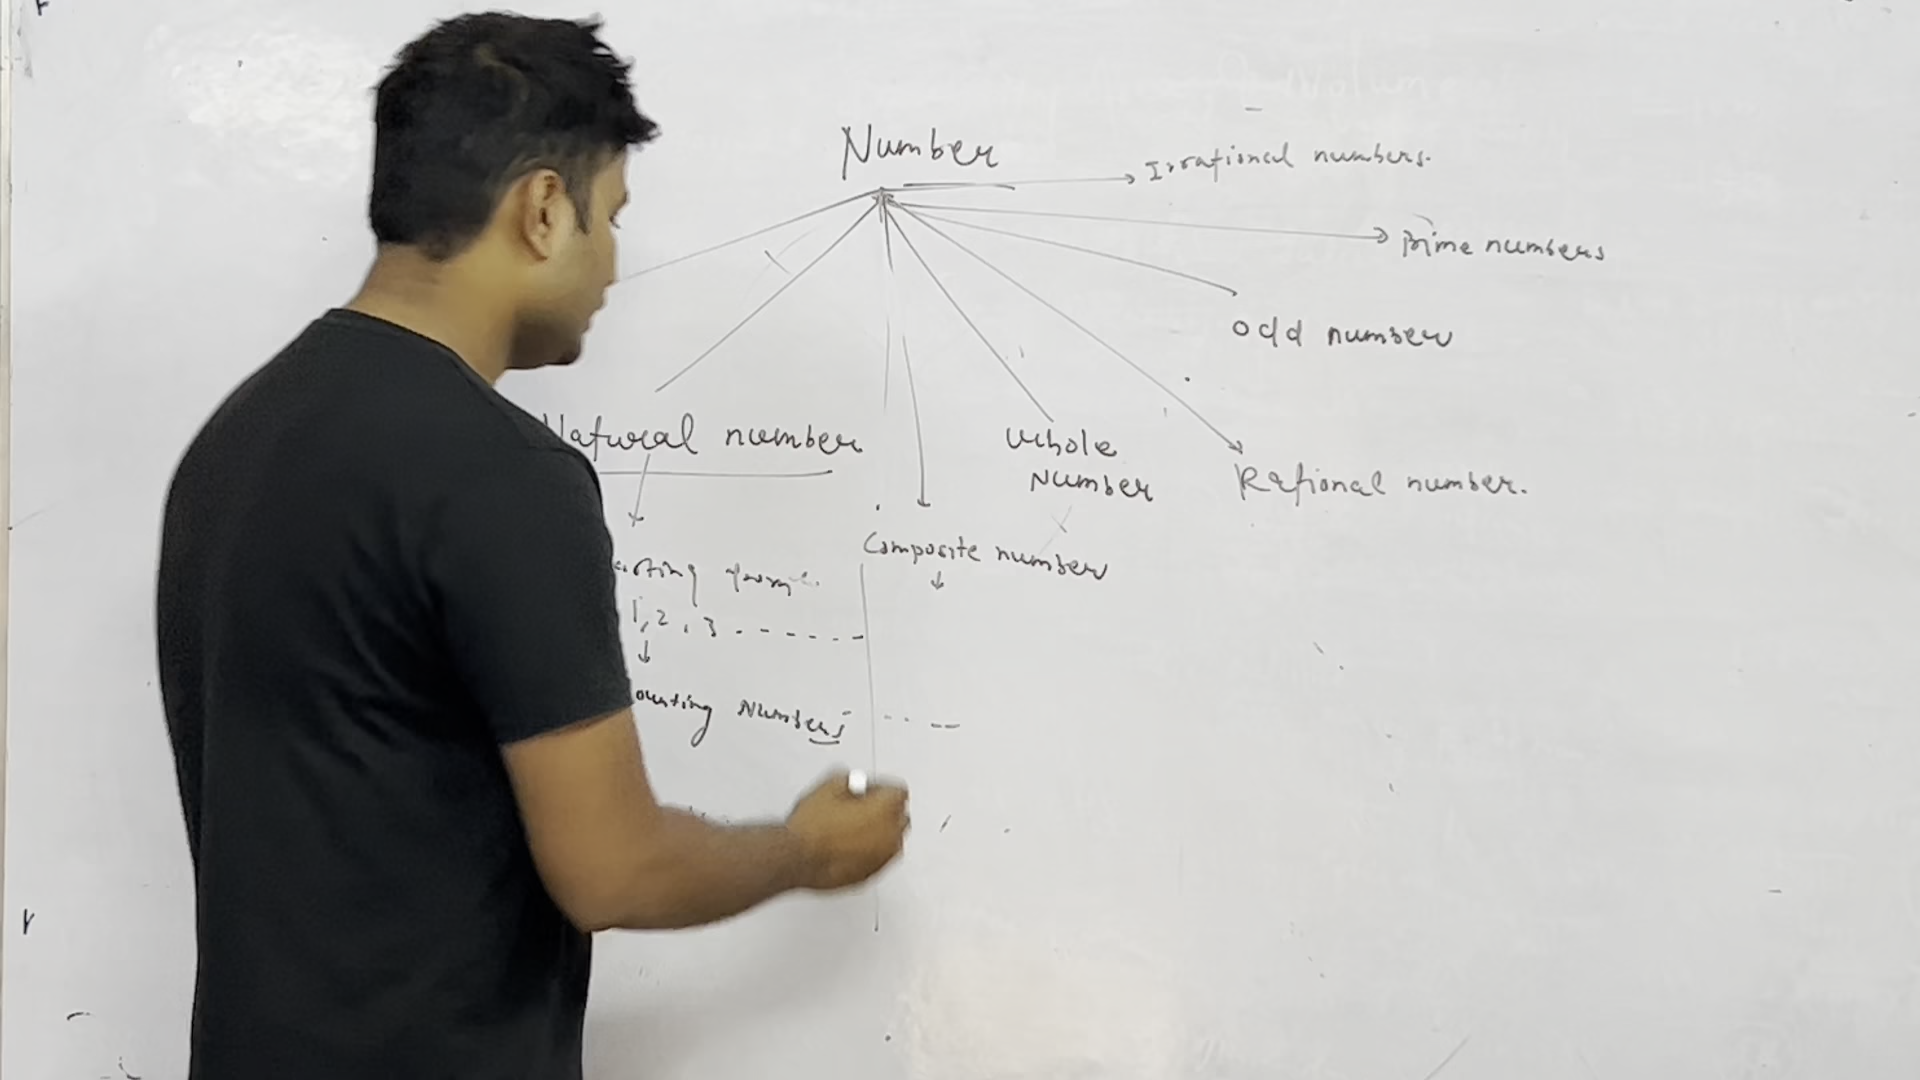 Number
Irrational numbers.
Prime numbers
Odd number
Natural number
Whole
Number
Rational number.
Composite number
1, 2, 3 - - - - - -
ounting Numbers